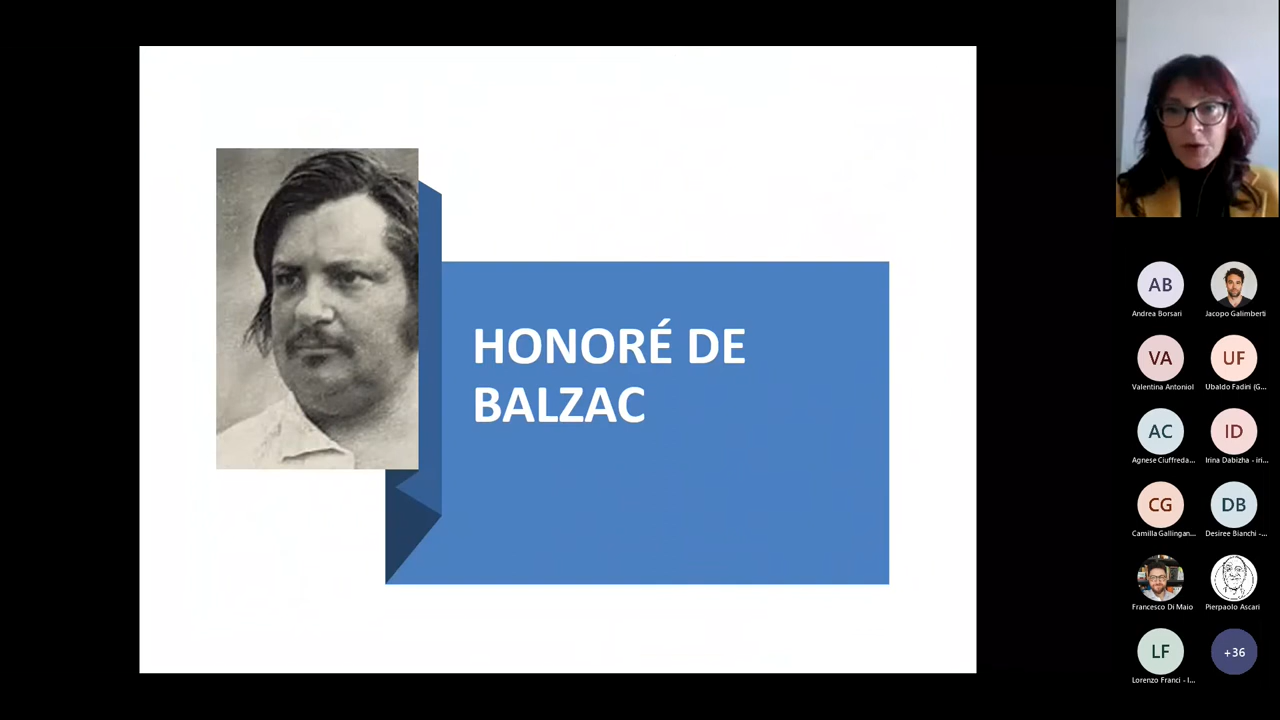 HONORÉ DE
BALZAC
AB
Andrea Borsari
Jacopo Galimberti
VA
Valentina Antoniol
UF
Ubaldo Fadini (G...
AC
Agnese Ciuffreda...
ID
Irina Dabizha - iri...
CG
Camilla Gallingan...
DB
Desiree Bianchi -...
Francesco Di Maio
Pierpaolo Ascari
LF
Lorenzo Franci - l...
+36